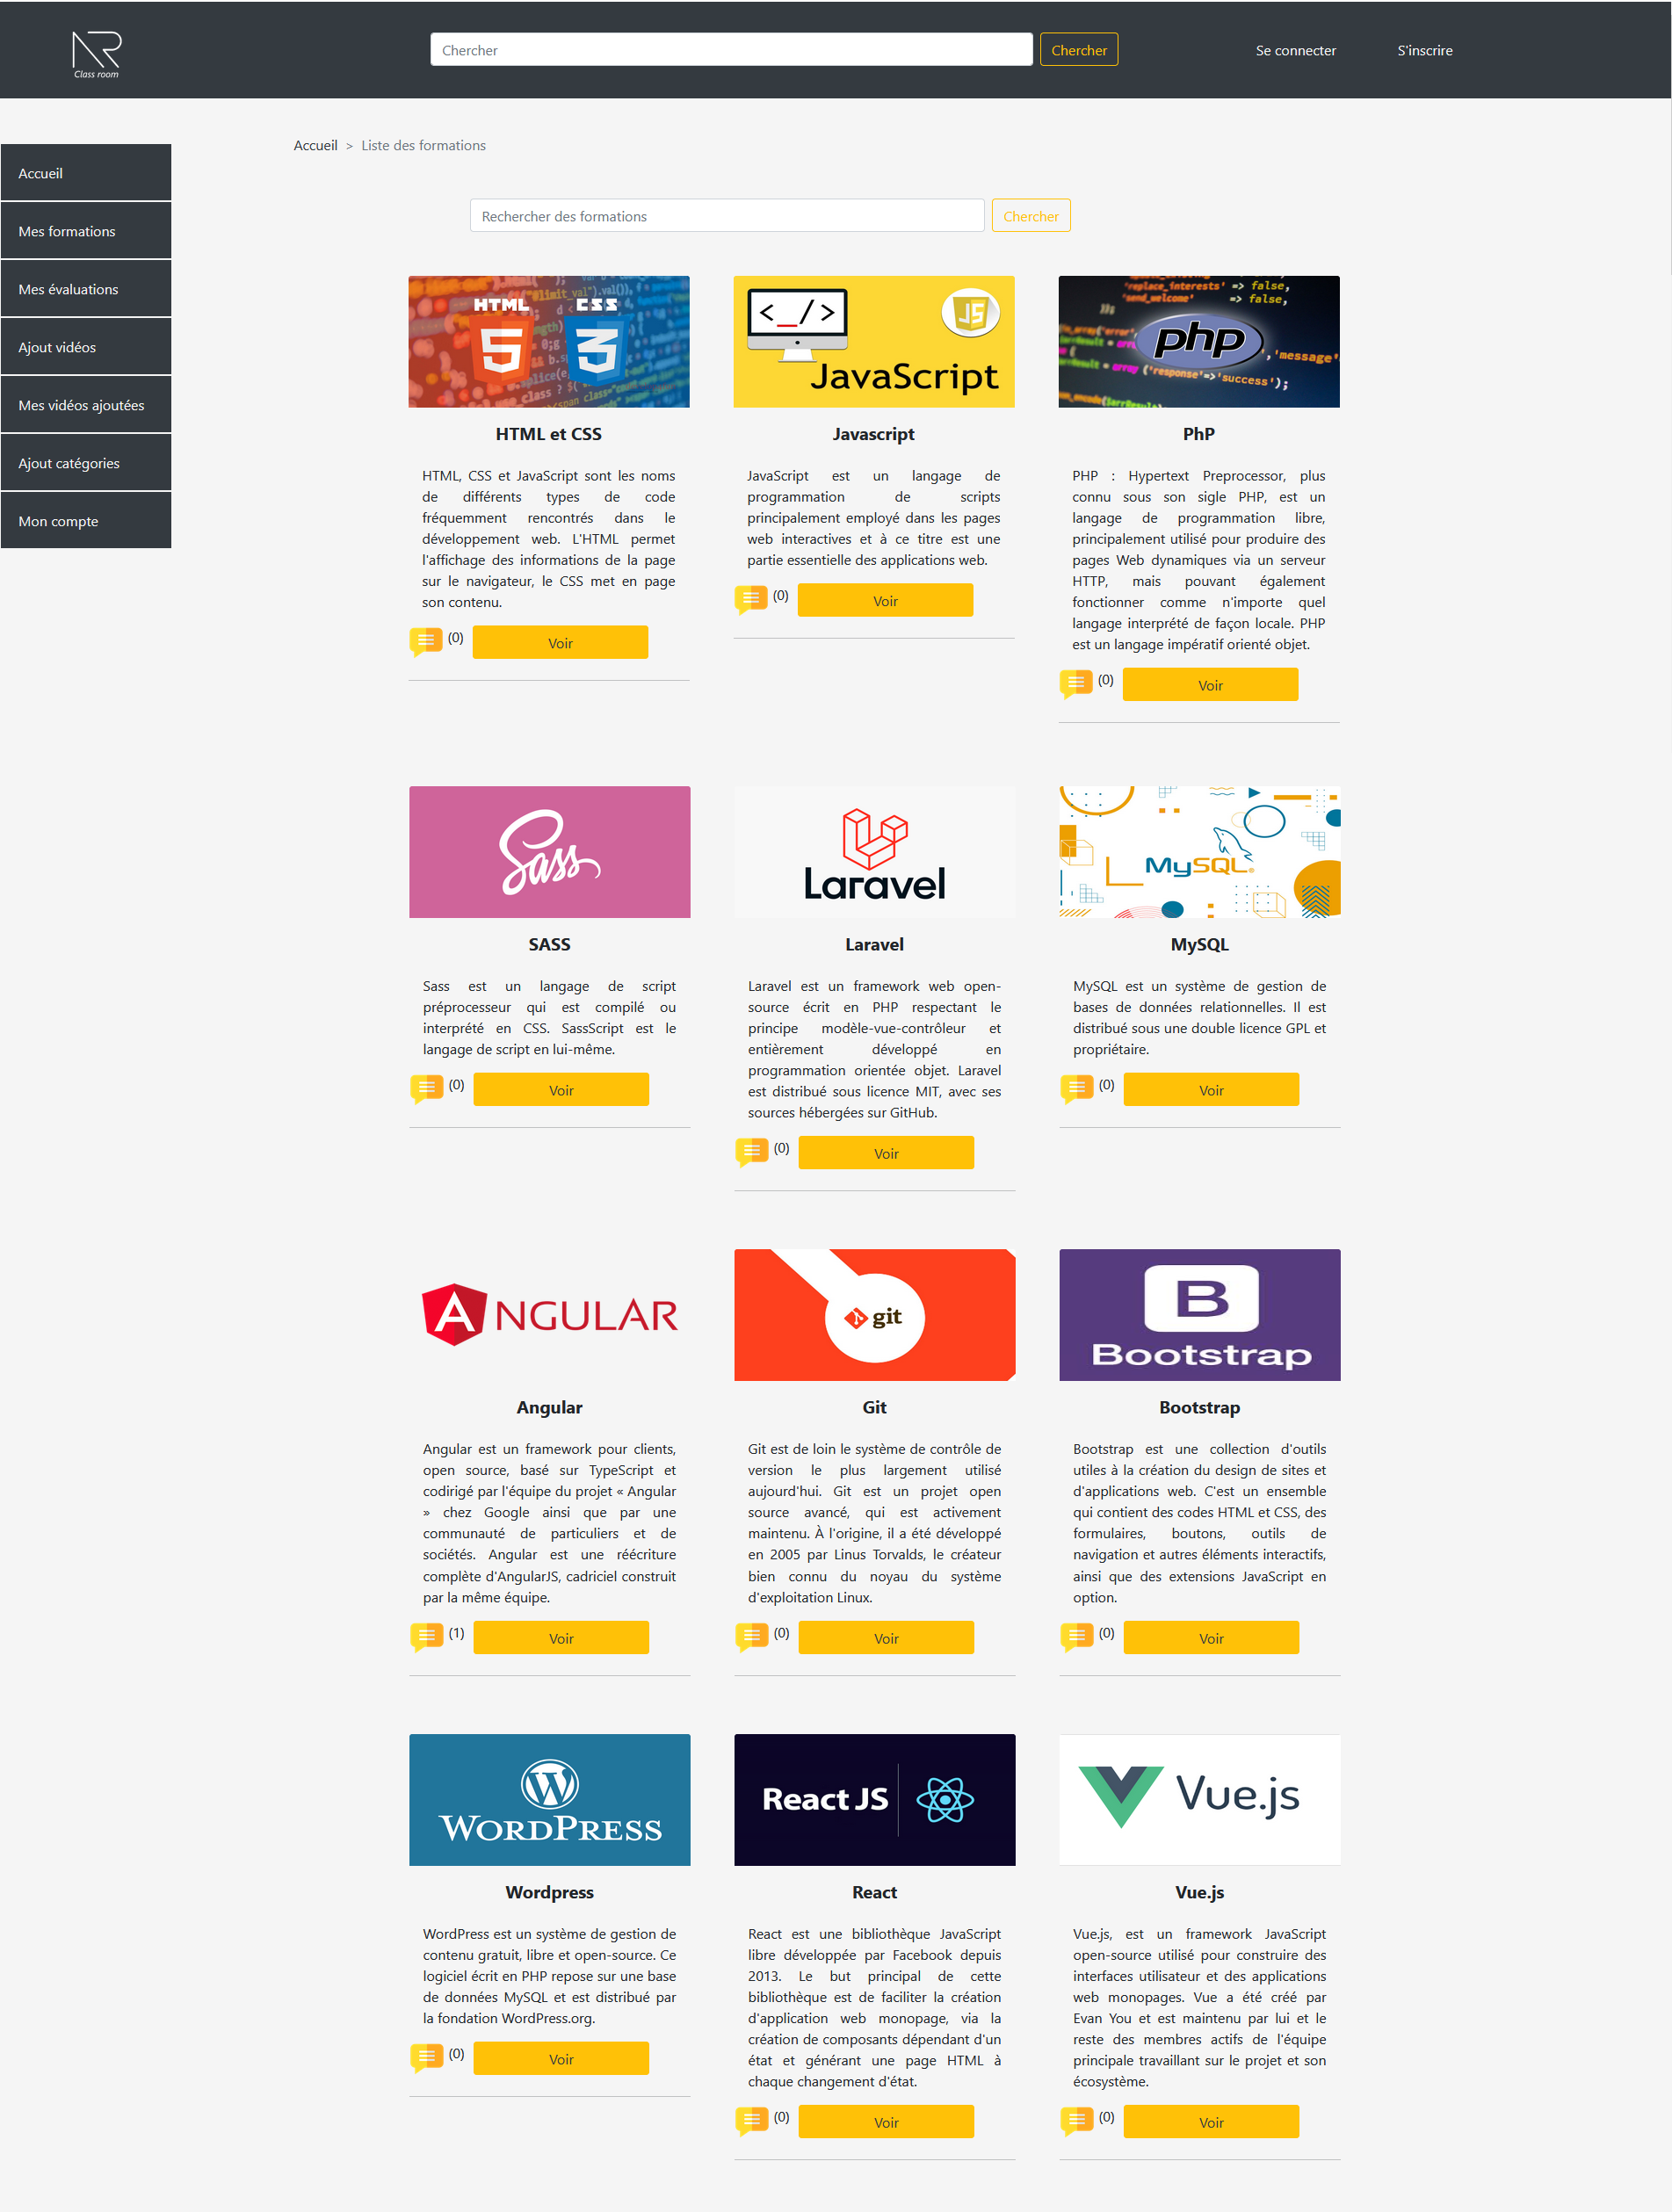 NR
Class room
Chercher
Chercher
Se connecter
S'inscrire
Accueil > Liste des formations
Accueil
Mes formations
Mes évaluations
Ajout vidéos
Mes vidéos ajoutées
Ajout catégories
Mon compte
Rechercher des formations
Chercher
HTML CSS
5 3
HTML et CSS
HTML, CSS et JavaScript sont les noms
de différents types de code
fréquemment rencontrés dans le
développement web. L'HTML permet
l'affichage des informations de la page
sur le navigateur, le CSS met en page
son contenu.
(0) Voir
<_/>
JS
JavaScript
Javascript
JavaScript est un langage de
programmation de scripts
principalement employé dans les pages
web interactives et à ce titre est une
partie essentielle des applications web.
(0) Voir
'replace_interests' => false,
'send_welcome' => false,
php
,'message'
= array ('response'=>'success');
PhP
PHP : Hypertext Preprocessor, plus
connu sous son sigle PHP, est un
langage de programmation libre,
principalement utilisé pour produire des
pages Web dynamiques via un serveur
HTTP, mais pouvant également
fonctionner comme n'importe quel
langage interprété de façon locale. PHP
est un langage impératif orienté objet.
(0) Voir
Sass
SASS
Sass est un langage de script
préprocesseur qui est compilé ou
interprété en CSS. SassScript est le
langage de script en lui-même.
(0) Voir
Laravel
Laravel
Laravel est un framework web open-
source écrit en PHP respectant le
principe modèle-vue-contrôleur et
entièrement développé en
programmation orientée objet. Laravel
est distribué sous licence MIT, avec ses
sources hébergées sur GitHub.
(0) Voir
MySQL
MySQL
MySQL est un système de gestion de
bases de données relationnelles. Il est
distribué sous une double licence GPL et
propriétaire.
(0) Voir
ANGULAR
Angular
Angular est un framework pour clients,
open source, basé sur TypeScript et
codirigé par l'équipe du projet « Angular
» chez Google ainsi que par une
communauté de particuliers et de
sociétés. Angular est une réécriture
complète d'AngularJS, cadriciel construit
par la même équipe.
(1) Voir
git
Git
Git est de loin le système de contrôle de
version le plus largement utilisé
aujourd'hui. Git est un projet open
source avancé, qui est activement
maintenu. À l'origine, il a été développé
en 2005 par Linus Torvalds, le créateur
bien connu du noyau du système
d'exploitation Linux.
(0) Voir
B
Bootstrap
Bootstrap
Bootstrap est une collection d'outils
utiles à la création du design de sites et
d'applications web. C'est un ensemble
qui contient des codes HTML et CSS, des
formulaires, boutons, outils de
navigation et autres éléments interactifs,
ainsi que des extensions JavaScript en
option.
(0) Voir
W
WORDPRESS
Wordpress
WordPress est un système de gestion de
contenu gratuit, libre et open-source. Ce
logiciel écrit en PHP repose sur une base
de données MySQL et est distribué par
la fondation WordPress.org.
(0) Voir
React JS
React
React est une bibliothèque JavaScript
libre développée par Facebook depuis
2013. Le but principal de cette
bibliothèque est de faciliter la création
d'application web monopage, via la
création de composants dépendant d'un
état et générant une page HTML à
chaque changement d'état.
(0) Voir
Vue.js
Vue.js
Vue.js, est un framework JavaScript
open-source utilisé pour construire des
interfaces utilisateur et des applications
web monopages. Vue a été créé par
Evan You et est maintenu par lui et le
reste des membres actifs de l'équipe
principale travaillant sur le projet et son
écosystème.
(0) Voir